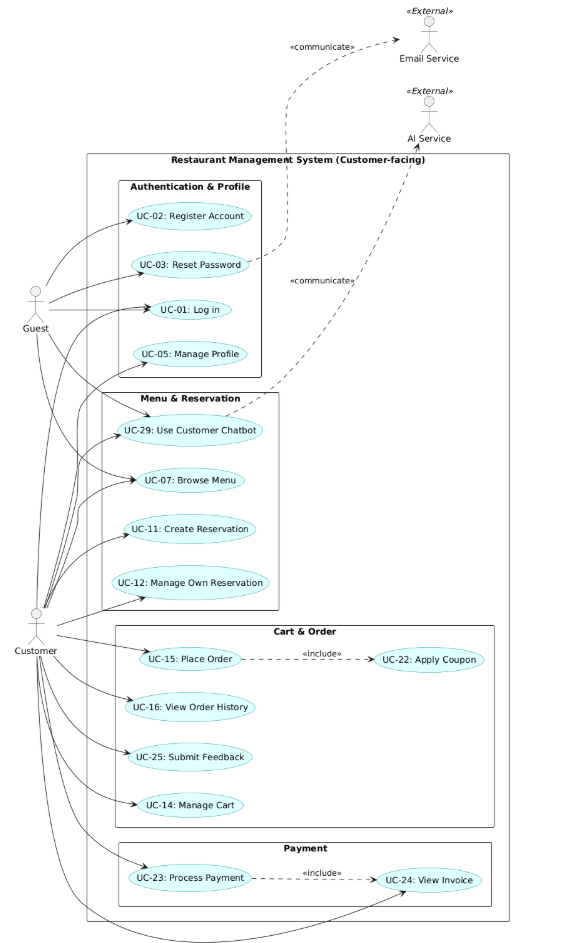 «External»
Email Service
«communicate»
«External»
AI Service
Restaurant Management System (Customer-facing)
Authentication & Profile
UC-02: Register Account
UC-03: Reset Password
UC-01: Log in
UC-05: Manage Profile
«communicate»
Guest
Menu & Reservation
UC-29: Use Customer Chatbot
UC-07: Browse Menu
UC-11: Create Reservation
UC-12: Manage Own Reservation
Customer
Cart & Order
UC-15: Place Order
«include»
UC-22: Apply Coupon
UC-16: View Order History
UC-25: Submit Feedback
UC-14: Manage Cart
Payment
UC-23: Process Payment
«include»
UC-24: View Invoice